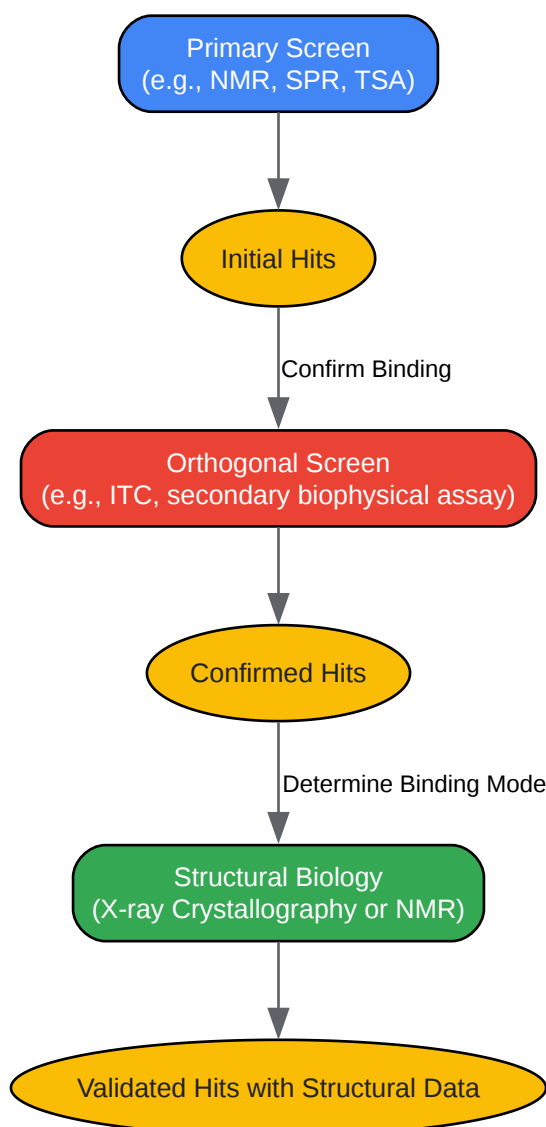 Primary Screen
(e.g., NMR, SPR, TSA)
Initial Hits
Confirm Binding
Orthogonal Screen
(e.g., ITC, secondary biophysical assay)
Confirmed Hits
Determine Binding Mode
Structural Biology
(X-ray Crystallography or NMR)
Validated Hits with Structural Data